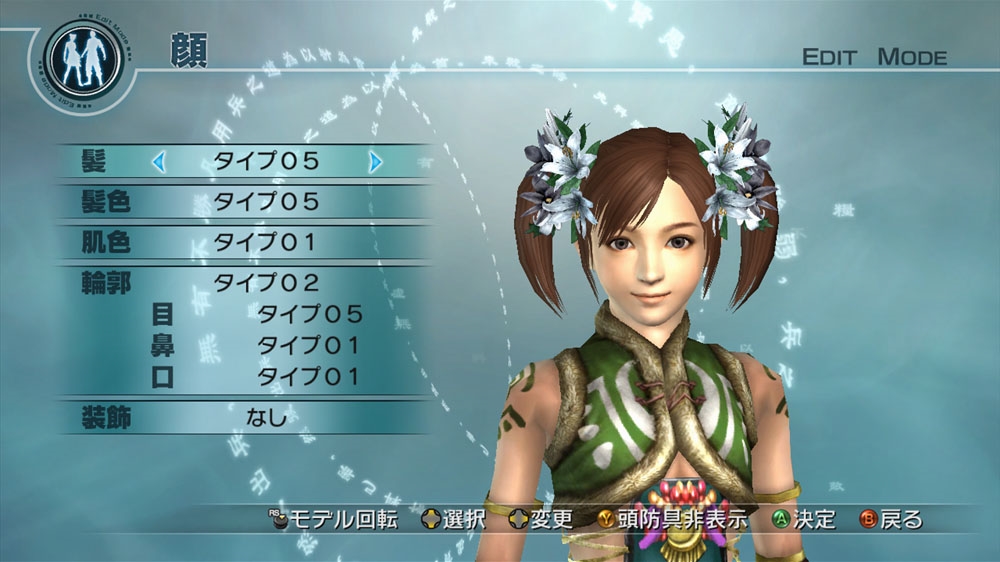 顔
EDIT MODE
髪 タイプ05
髪色 タイプ05
肌色 タイプ01
輪郭 タイプ02
目 タイプ05
鼻 タイプ01
口 タイプ01
装飾 なし
RS モデル回転 選択 変更 Y 頭防具非表示 A 決定 B 戻る